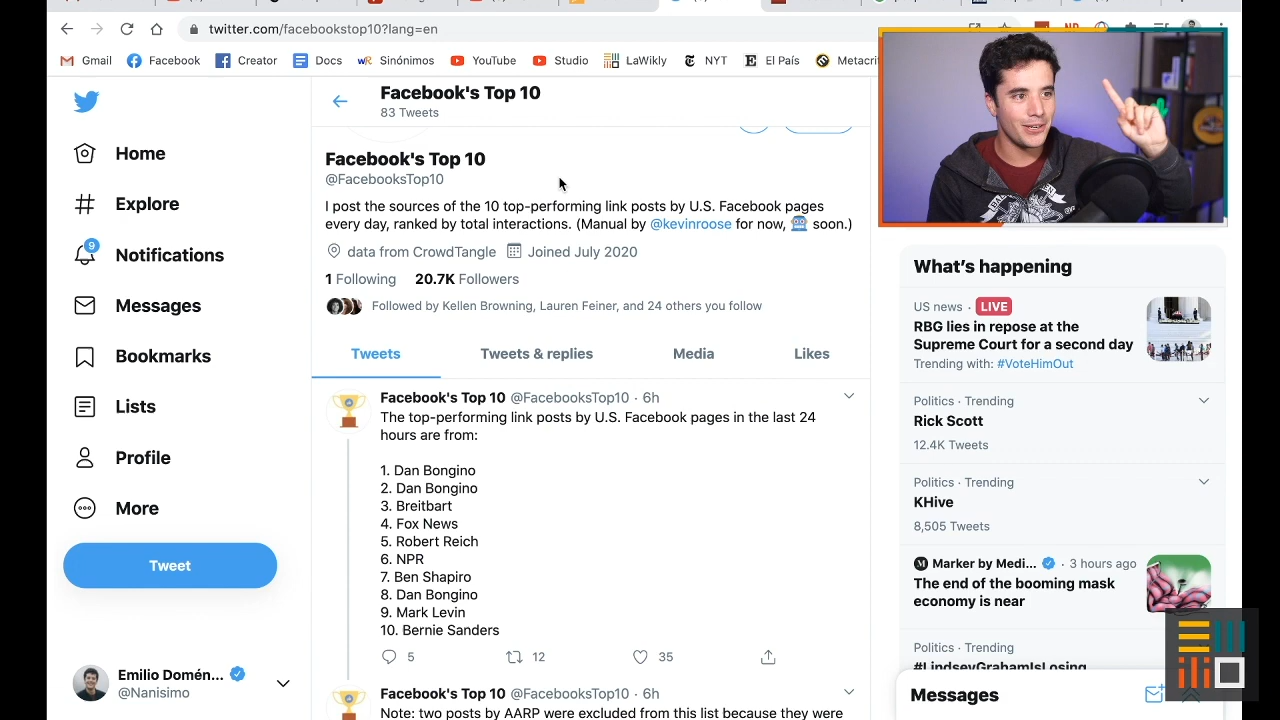 twitter.com/facebookstop10?lang=en
Gmail Facebook Creator Docs Sinónimos YouTube Studio LaWikly NYT El País Metacrit
Facebook's Top 10
83 Tweets
Home
Explore
9
Notifications
Messages
Bookmarks
Lists
Profile
More
Tweet
Emilio Domén...
@Nanisimo
Facebook's Top 10
@FacebooksTop10
I post the sources of the 10 top-performing link posts by U.S. Facebook pages
every day, ranked by total interactions. (Manual by @kevinroose for now, 🤖 soon.)
data from CrowdTangle Joined July 2020
1 Following 20.7K Followers
Followed by Kellen Browning, Lauren Feiner, and 24 others you follow
Tweets Tweets & replies Media Likes
Facebook's Top 10 @FacebooksTop10 · 6h
The top-performing link posts by U.S. Facebook pages in the last 24
hours are from:
1. Dan Bongino
2. Dan Bongino
3. Breitbart
4. Fox News
5. Robert Reich
6. NPR
7. Ben Shapiro
8. Dan Bongino
9. Mark Levin
10. Bernie Sanders
5 12 35
Facebook's Top 10 @FacebooksTop10 · 6h
Note: two posts by AARP were excluded from this list because they were
What's happening
US news · LIVE
RBG lies in repose at the
Supreme Court for a second day
Trending with: #VoteHimOut
Politics · Trending
Rick Scott
12.4K Tweets
Politics · Trending
KHive
8,505 Tweets
Marker by Medi... · 3 hours ago
The end of the booming mask
economy is near
Politics · Trending
#LindseyGrahamIsLosing
Messages